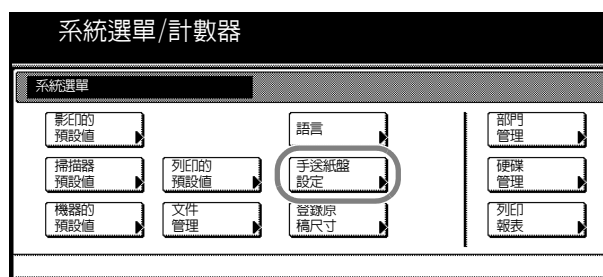 系統選單/計數器
系統選單
影印的
預設值
語言
部門
管理
掃描器
預設值
列印的
預設值
手送紙盤
設定
硬碟
管理
機器的
預設值
文件
管理
登錄原
稿尺寸
列印
報表